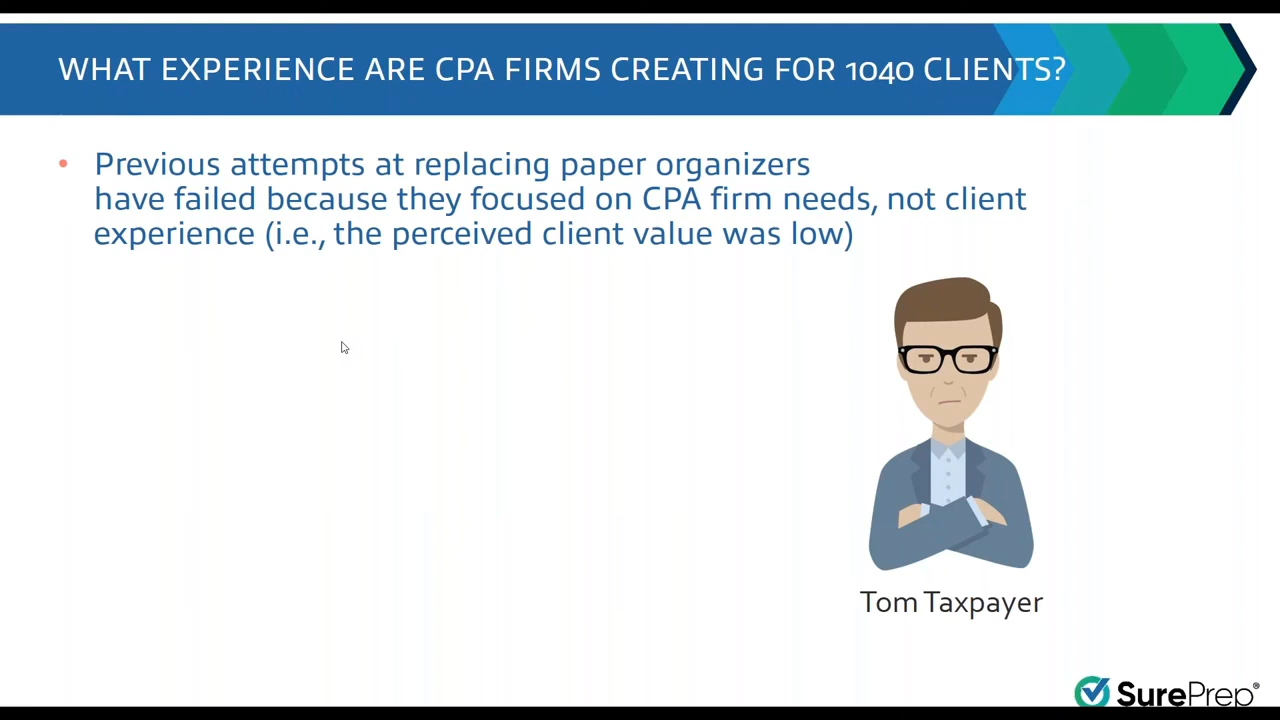 WHAT EXPERIENCE ARE CPA FIRMS CREATING FOR 1040 CLIENTS?
• Previous attempts at replacing paper organizers
have failed because they focused on CPA firm needs, not client
experience (i.e., the perceived client value was low)
Tom Taxpayer
SurePrep®